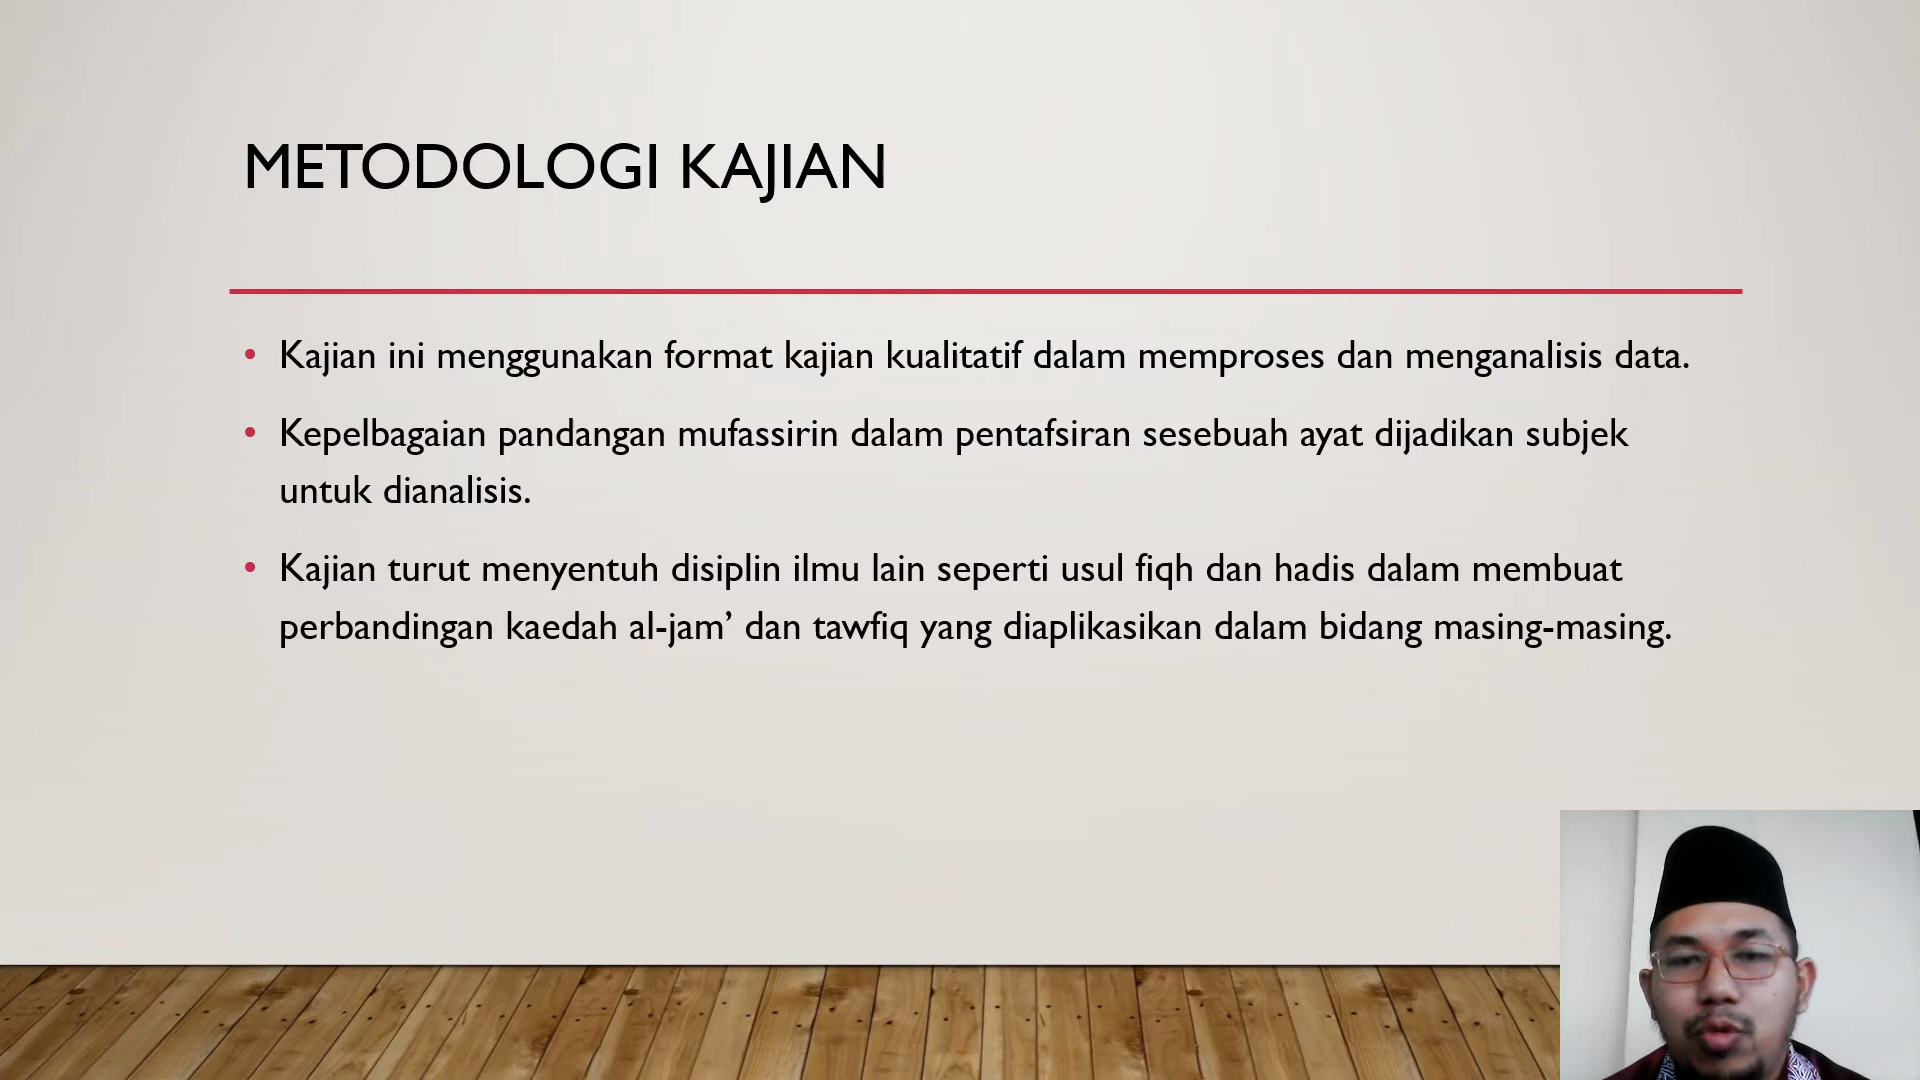 METODOLOGI KAJIAN
• Kajian ini menggunakan format kajian kualitatif dalam memproses dan menganalisis data.
• Kepelbagaian pandangan mufassirin dalam pentafsiran sesebuah ayat dijadikan subjek
untuk dianalisis.
• Kajian turut menyentuh disiplin ilmu lain seperti usul fiqh dan hadis dalam membuat
perbandingan kaedah al-jam’ dan tawfiq yang diaplikasikan dalam bidang masing-masing.